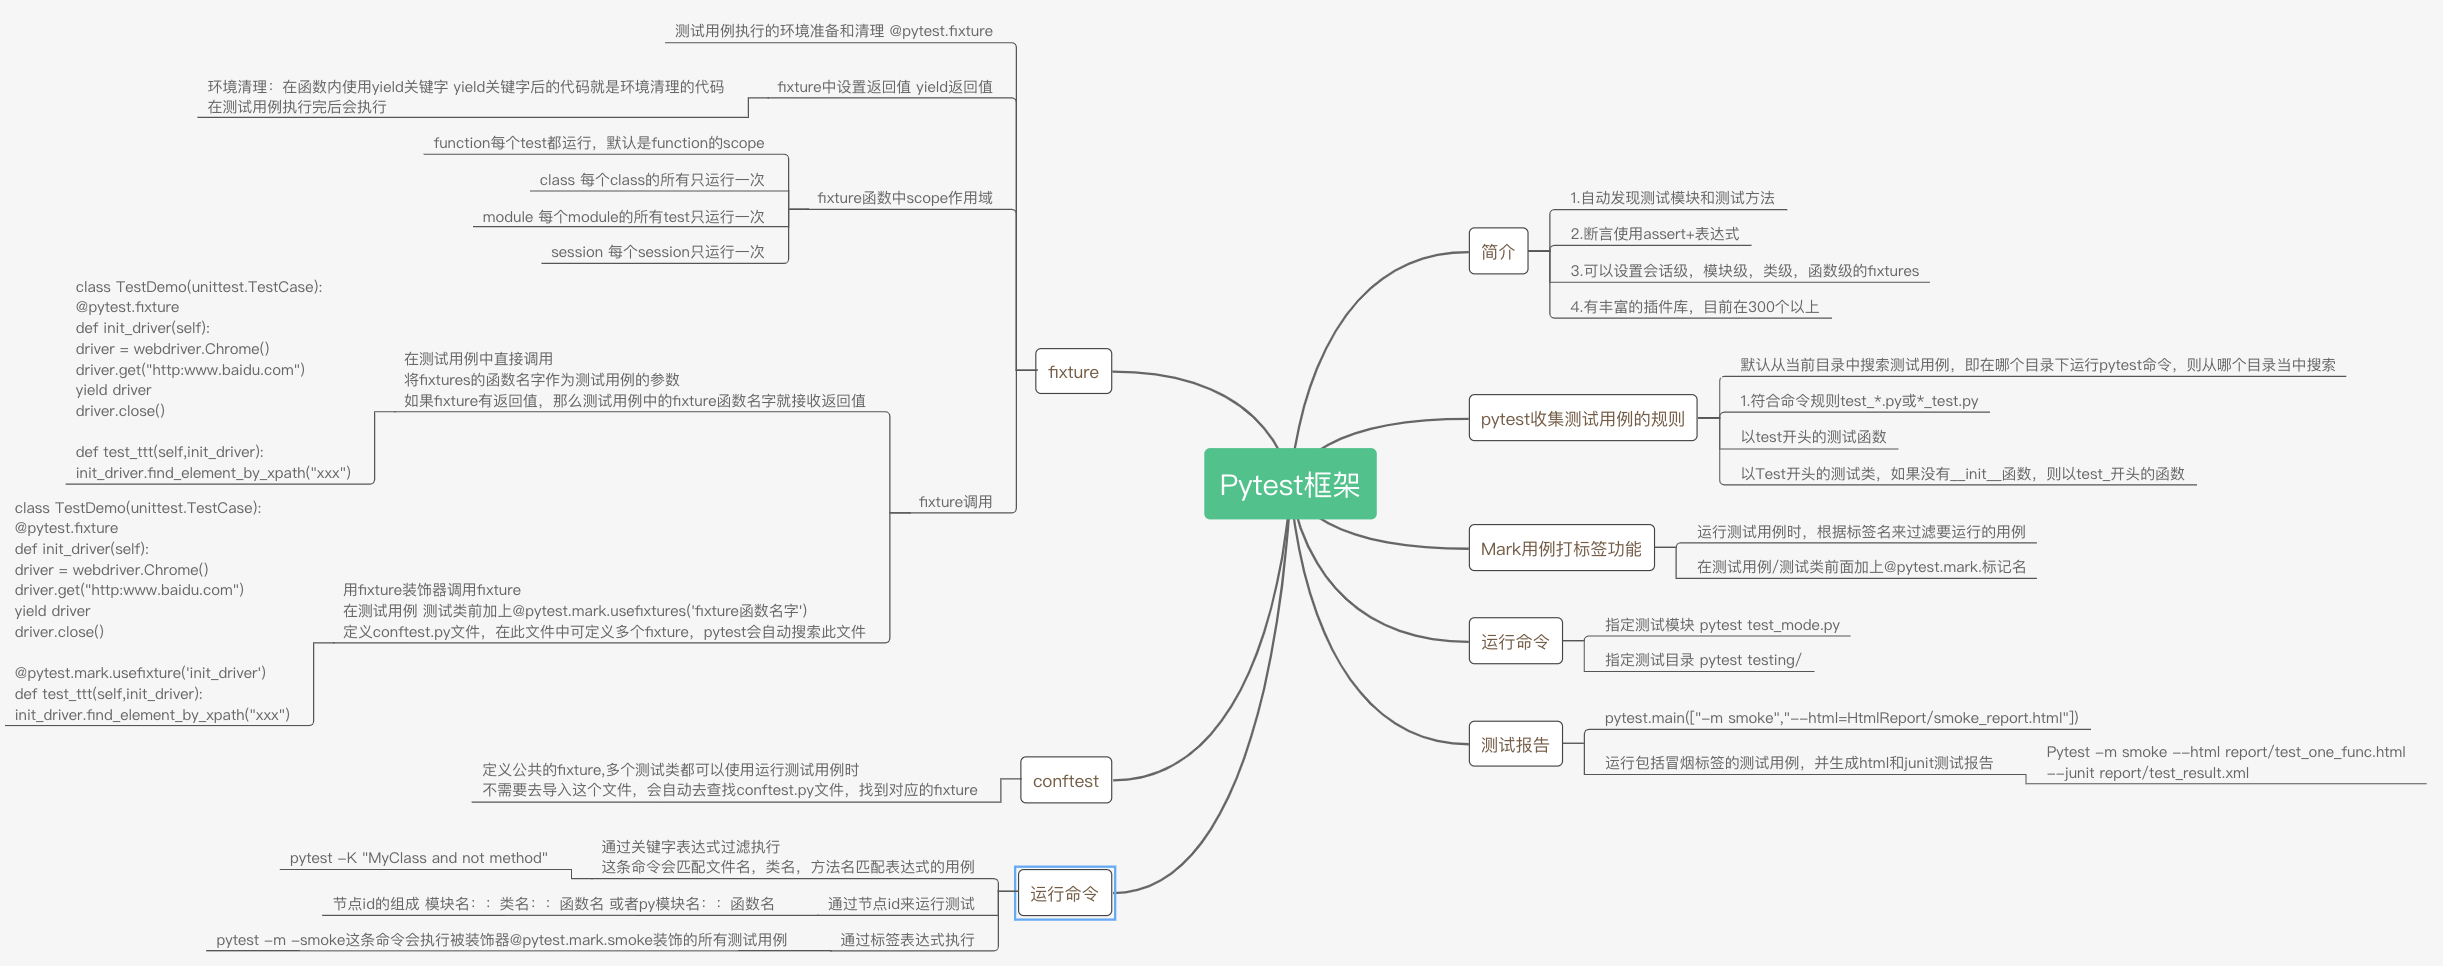 Pytest框架
简介
1.自动发现测试模块和测试方法
2.断言使用assert+表达式
3.可以设置会话级，模块级，类级，函数级的fixtures
4.有丰富的插件库，目前在300个以上
pytest收集测试用例的规则
默认从当前目录中搜索测试用例，即在哪个目录下运行pytest命令，则从哪个目录当中搜索
1.符合命令规则test_*.py或*_test.py
以test开头的测试函数
以Test开头的测试类，如果没有__init__函数，则以test_开头的函数
Mark用例打标签功能
运行测试用例时，根据标签名来过滤要运行的用例
在测试用例/测试类前面加上@pytest.mark.标记名
运行命令
指定测试模块 pytest test_mode.py
指定测试目录 pytest testing/
测试报告
pytest.main(["-m smoke","--html=HtmlReport/smoke_report.html"])
运行包括冒烟标签的测试用例，并生成html和junit测试报告
Pytest -m smoke --html report/test_one_func.html
--junit report/test_result.xml
fixture
测试用例执行的环境准备和清理 @pytest.fixture
fixture中设置返回值 yield返回值
环境清理：在函数内使用yield关键字 yield关键字后的代码就是环境清理的代码
在测试用例执行完后会执行
fixture函数中scope作用域
function每个test都运行，默认是function的scope
class 每个class的所有只运行一次
module 每个module的所有test只运行一次
session 每个session只运行一次
fixture调用
在测试用例中直接调用
将fixtures的函数名字作为测试用例的参数
如果fixture有返回值，那么测试用例中的fixture函数名字就接收返回值
class TestDemo(unittest.TestCase):
@pytest.fixture
def init_driver(self):
driver = webdriver.Chrome()
driver.get("http:www.baidu.com")
yield driver
driver.close()
def test_ttt(self,init_driver):
init_driver.find_element_by_xpath("xxx")
用fixture装饰器调用fixture
在测试用例 测试类前加上@pytest.mark.usefixtures('fixture函数名字')
定义conftest.py文件，在此文件中可定义多个fixture，pytest会自动搜索此文件
class TestDemo(unittest.TestCase):
@pytest.fixture
def init_driver(self):
driver = webdriver.Chrome()
driver.get("http:www.baidu.com")
yield driver
driver.close()
@pytest.mark.usefixture('init_driver')
def test_ttt(self,init_driver):
init_driver.find_element_by_xpath("xxx")
conftest
定义公共的fixture,多个测试类都可以使用运行测试用例时
不需要去导入这个文件，会自动去查找conftest.py文件，找到对应的fixture
运行命令
通过关键字表达式过滤执行
这条命令会匹配文件名，类名，方法名匹配表达式的用例
pytest -K "MyClass and not method"
通过节点id来运行测试
节点id的组成 模块名：：类名：：函数名 或者py模块名：：函数名
通过标签表达式执行
pytest -m -smoke这条命令会执行被装饰器@pytest.mark.smoke装饰的所有测试用例